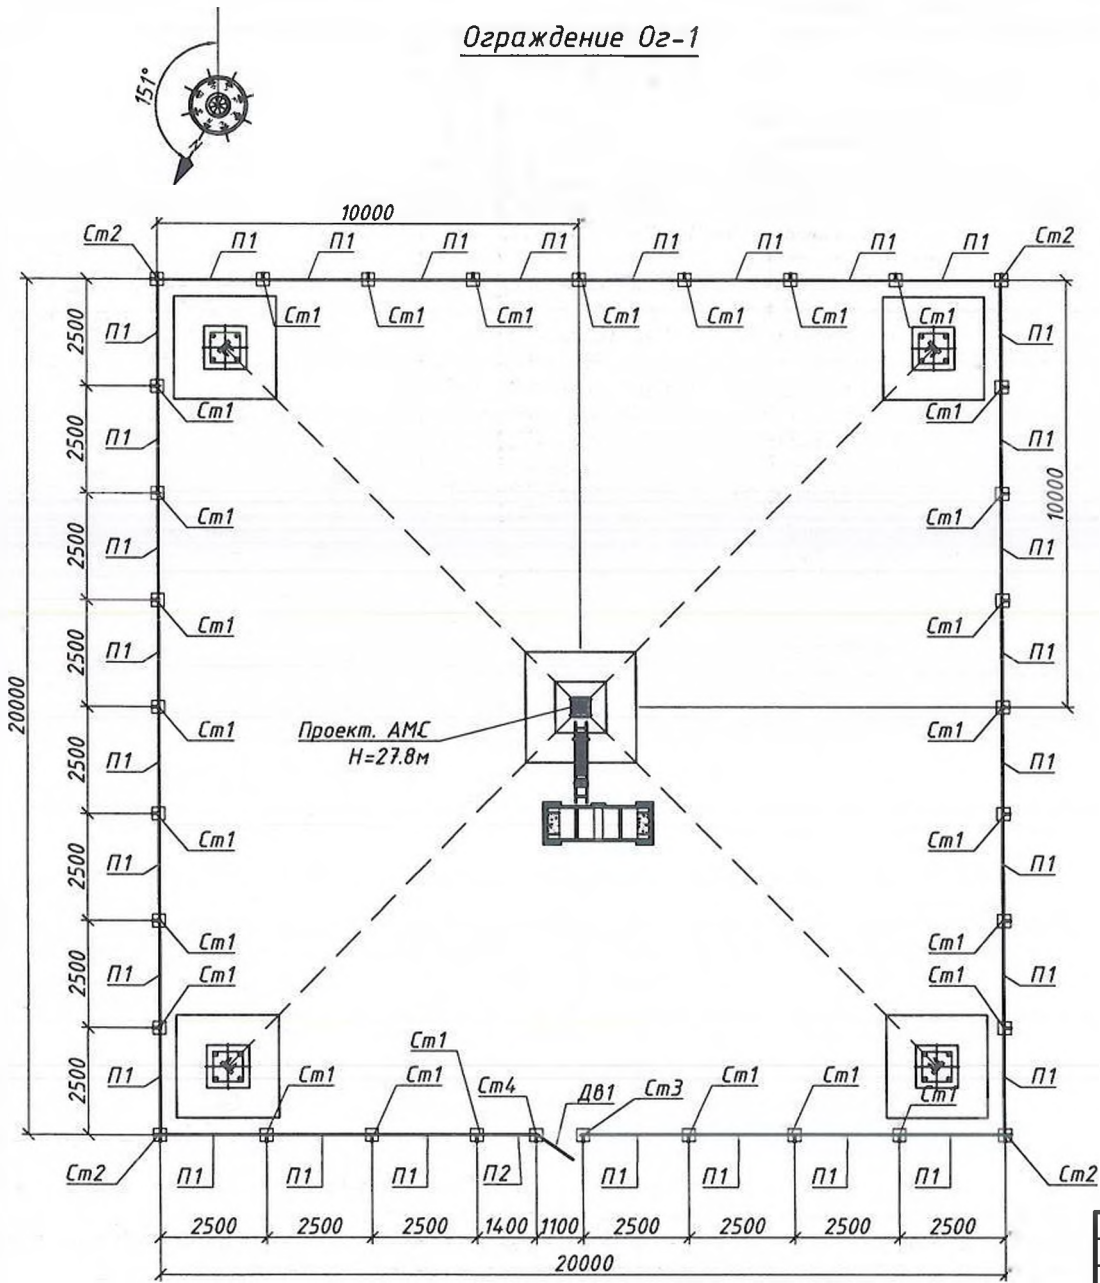 Ограждение Ог-1
151°
N
10000
Ст2 П1 П1 П1 П1 П1 П1 П1 П1 Ст2
Ст1 Ст1 Ст1 Ст1 Ст1 Ст1 Ст1
2500 П1 П1
Ст1 Ст1
2500 П1 П1
10000
Ст1 Ст1
2500 П1 П1
Ст1 Ст1
2500 П1 П1
20000
Ст1 Ст1
Проект. АМС
Н=27.8м
2500 П1 П1
Ст1 Ст1
2500 П1 П1
Ст1 Ст1
2500 П1 Ст1 Ст1 П1
Ст1
2500 П1 Ст1 Ст1 Ст4 ДВ1 Ст3 Ст1 Ст1 Ст1 П1
Ст2 П1 П1 П1 П2 П1 П1 П1 П1 Ст2
2500 2500 2500 1400 1100 2500 2500 2500 2500
20000